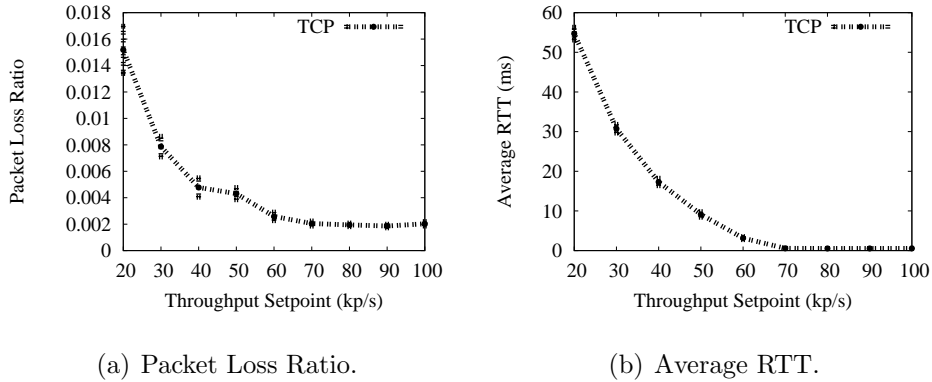 0.018
0.016
0.014
0.012
0.01
0.008
0.006
0.004
0.002
0
20 30 40 50 60 70 80 90 100
Packet Loss Ratio
Throughput Setpoint (kp/s)
TCP
(a) Packet Loss Ratio.
60
50
40
30
20
10
0
20 30 40 50 60 70 80 90 100
Average RTT (ms)
Throughput Setpoint (kp/s)
TCP
(b) Average RTT.